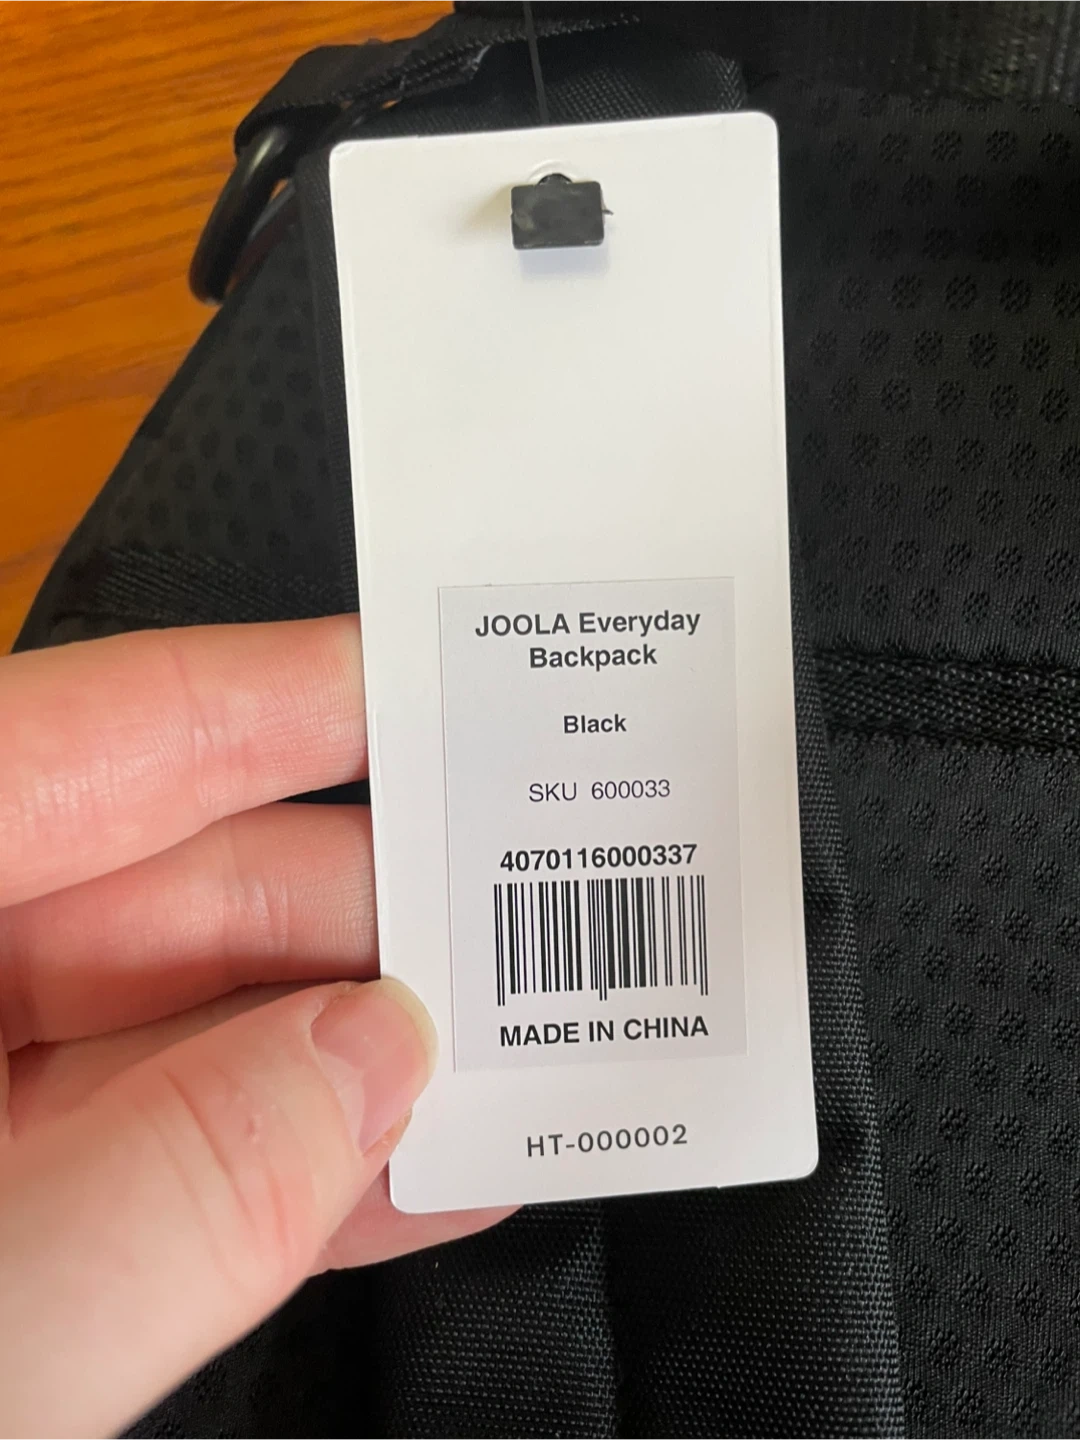 JOOLA Everyday
Backpack
Black
SKU 600033
4070116000337
MADE IN CHINA
HT-000002